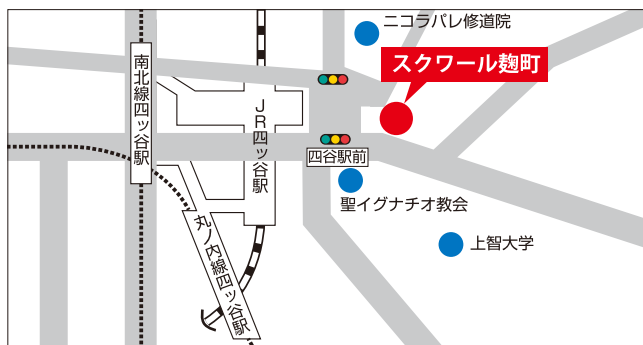 ニコラパレ修道院
スクワール麹町
南北線四ッ谷駅
JR四ッ谷駅
四谷駅前
聖イグナチオ教会
丸ノ内線四ッ谷駅
上智大学